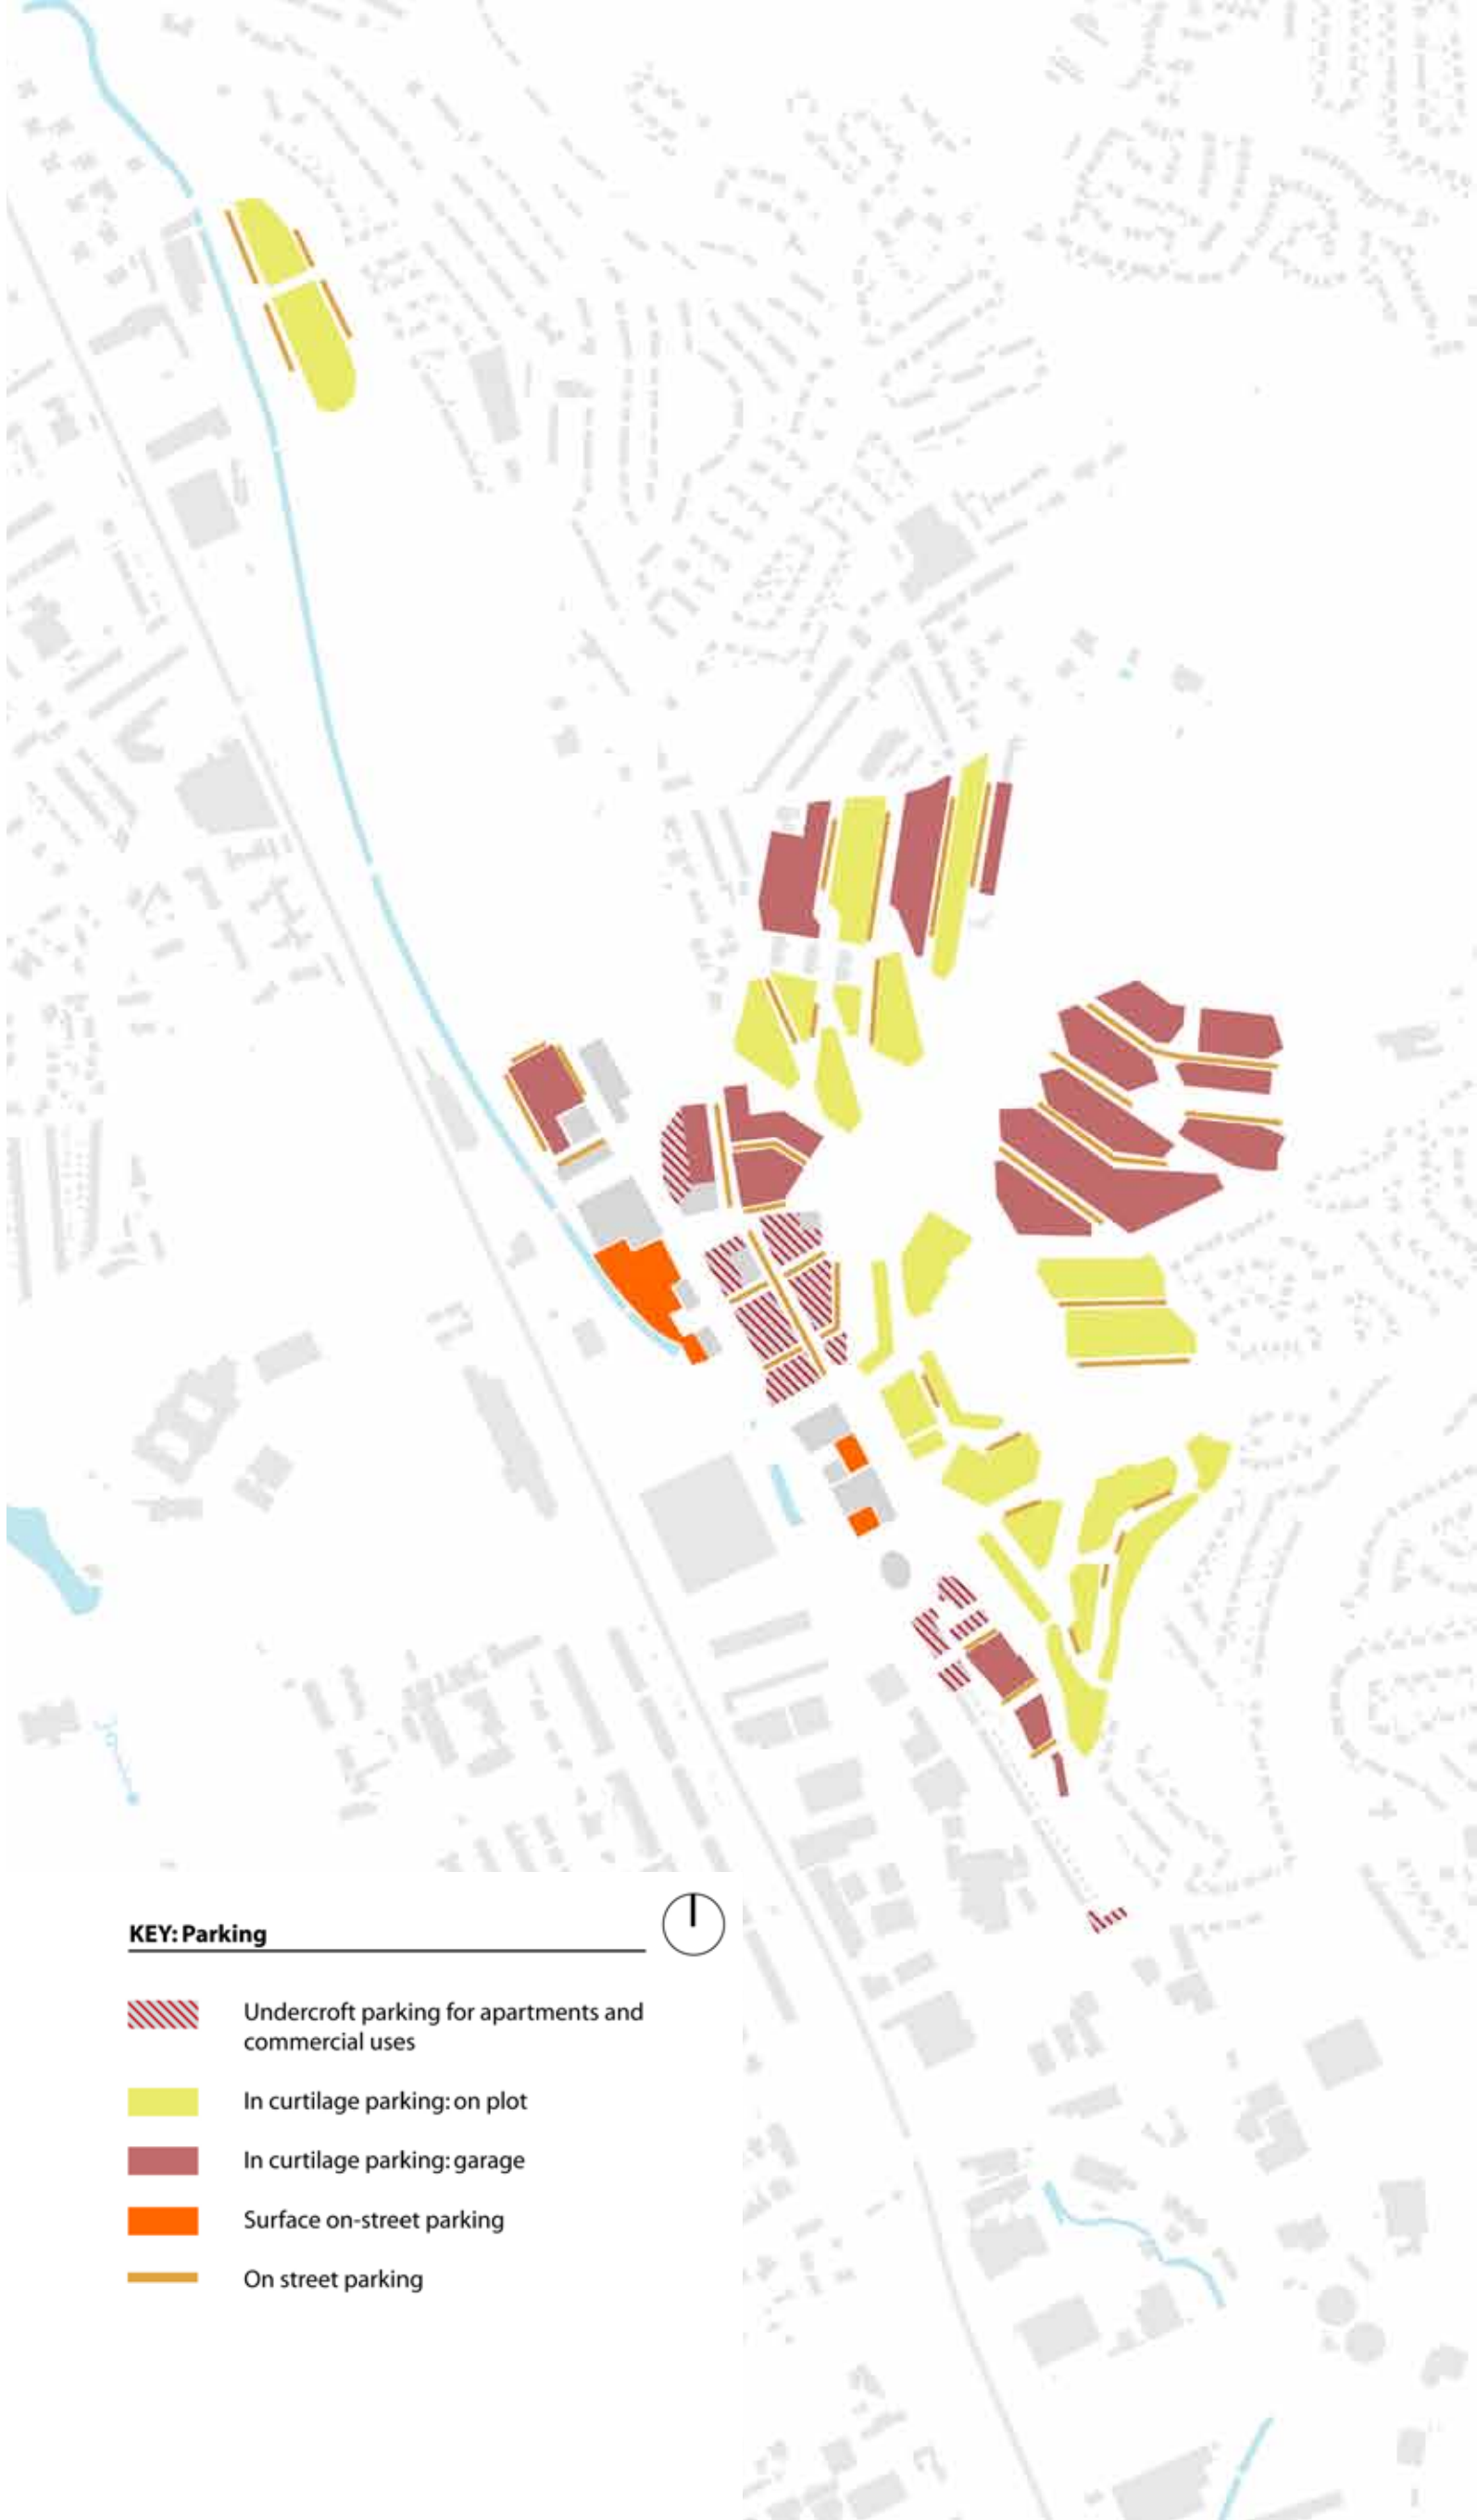 KEY: Parking
Undercroft parking for apartments and
commercial uses
In curtilage parking: on plot
In curtilage parking: garage
Surface on-street parking
On street parking